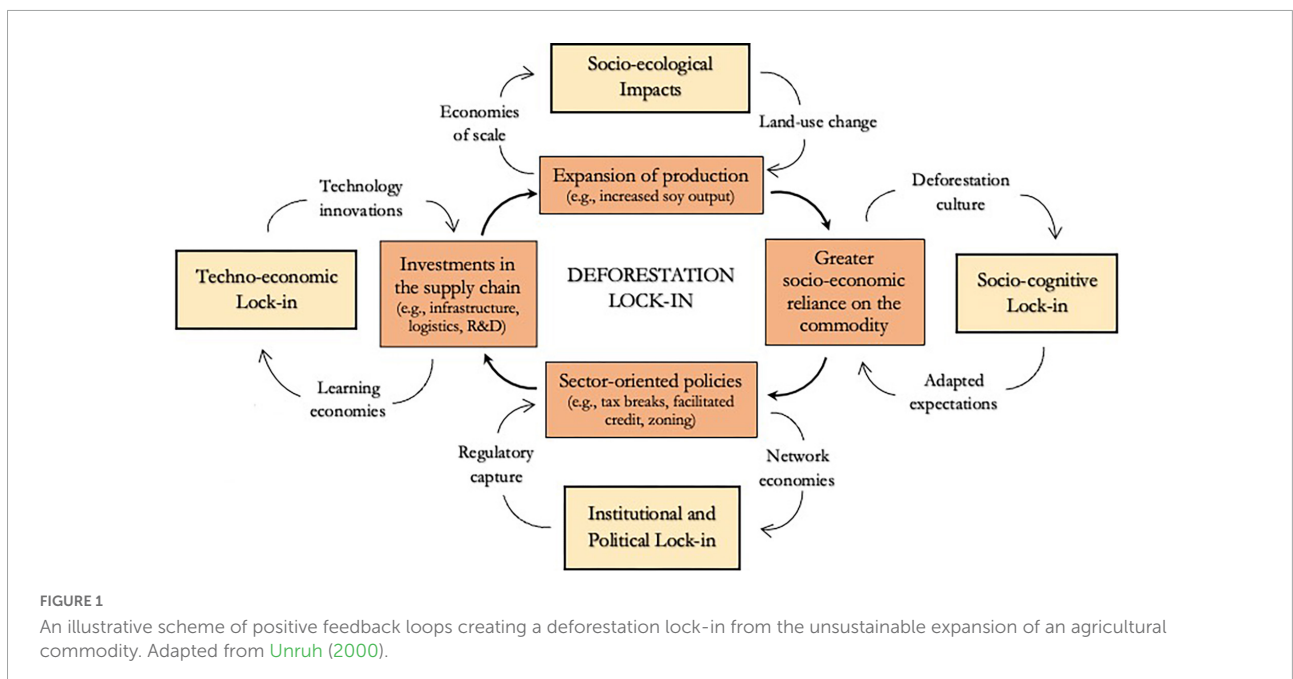 Socio-ecological
Impacts
Economies
of scale
Land-use change
Expansion of production
(e.g., increased soy output)
Technology
innovations
Deforestation
culture
Techno-economic
Lock-in
Investments in
the supply chain
(e.g., infrastructure,
logistics, R&D)
DEFORESTATION
LOCK-IN
Greater
socio-economic
reliance on the
commodity
Socio-cognitive
Lock-in
Learning
economies
Sector-oriented policies
(e.g., tax breaks, facilitated
credit, zoning)
Adapted
expectations
Regulatory
capture
Network
economies
Institutional and
Political Lock-in
FIGURE 1
An illustrative scheme of positive feedback loops creating a deforestation lock-in from the unsustainable expansion of an agricultural
commodity. Adapted from Unruh (2000).